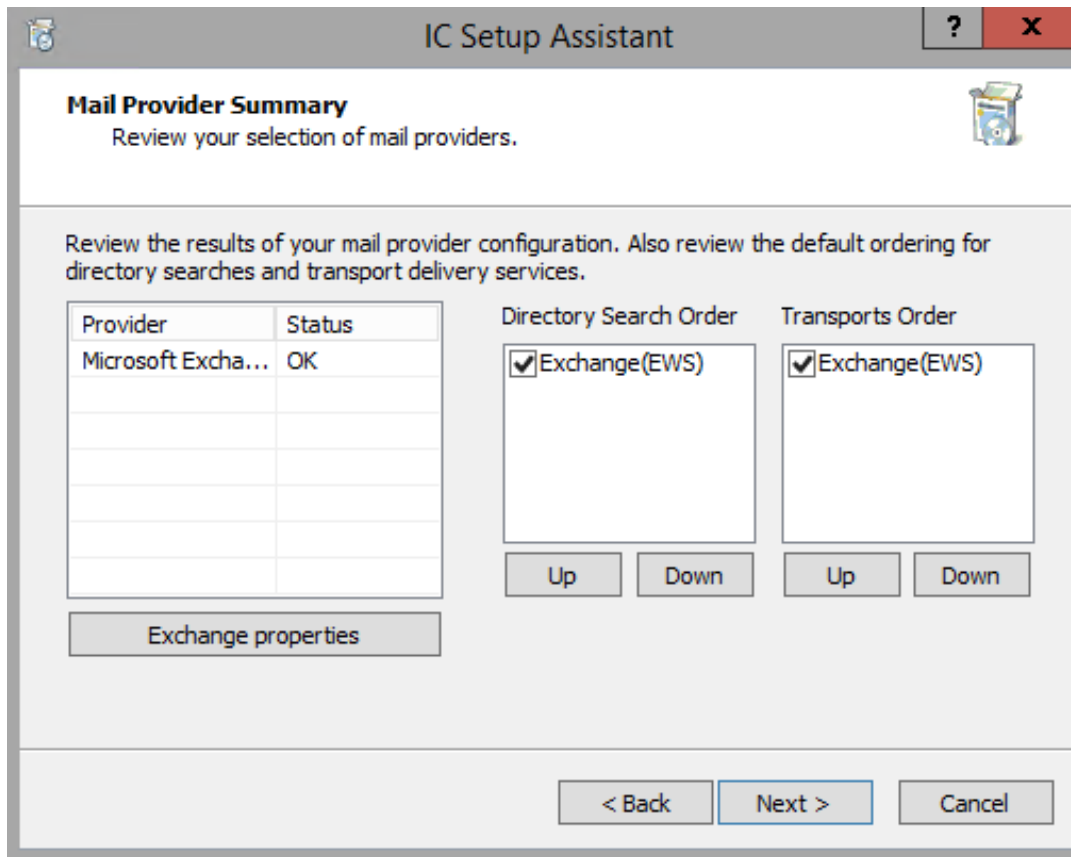 IC Setup Assistant
? x
Mail Provider Summary
Review your selection of mail providers.
Review the results of your mail provider configuration. Also review the default ordering for
directory searches and transport delivery services.
Provider Status
Microsoft Excha... OK
Directory Search Order
Exchange(EWS)
Up Down
Transports Order
Exchange(EWS)
Up Down
Exchange properties
< Back Next > Cancel